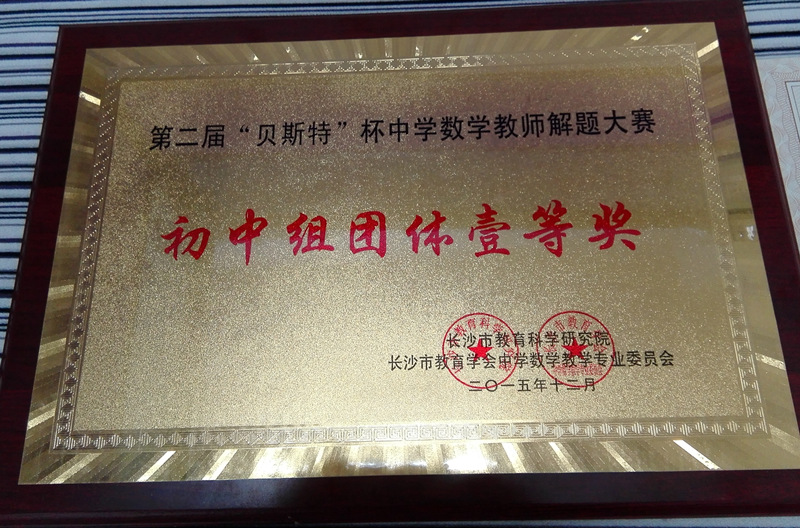 第二届“贝斯特”杯中学数学教师解题大赛
初中组团体壹等奖
长沙市教育科学研究院
长沙市教育学会中学数学教学专业委员会
二〇一五年十二月